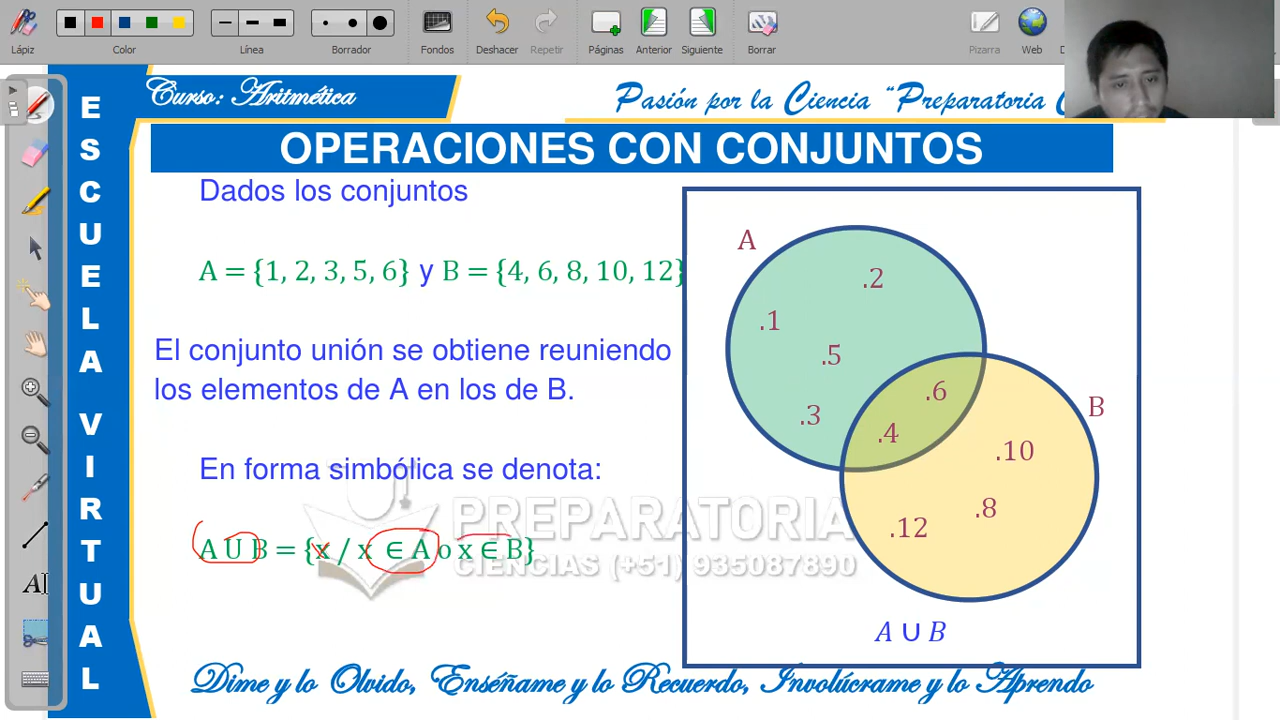 Lápiz
Color
Línea
Borrador
Fondos
Deshacer
Repetir
Páginas
Anterior
Siguiente
Borrar
Pizarra
Web
Curso: Aritmética
Pasión por la Ciencia "Preparatoria
ESCUELA VIRTUAL
OPERACIONES CON CONJUNTOS
Dados los conjuntos
A = {1, 2, 3, 5, 6} y B = {4, 6, 8, 10, 12}
El conjunto unión se obtiene reuniendo
los elementos de A en los de B.
En forma simbólica se denota:
A U B = {x / x ∈ A o x ∈ B}
A
.2
.1
.5
.3
.6
.4
B
.10
.8
.12
A ∪ B
PREPARATORIA
CIENCIAS (+51) 935087890
Dime y lo Olvido, Enséñame y lo Recuerdo, Involúcrame y lo Aprendo